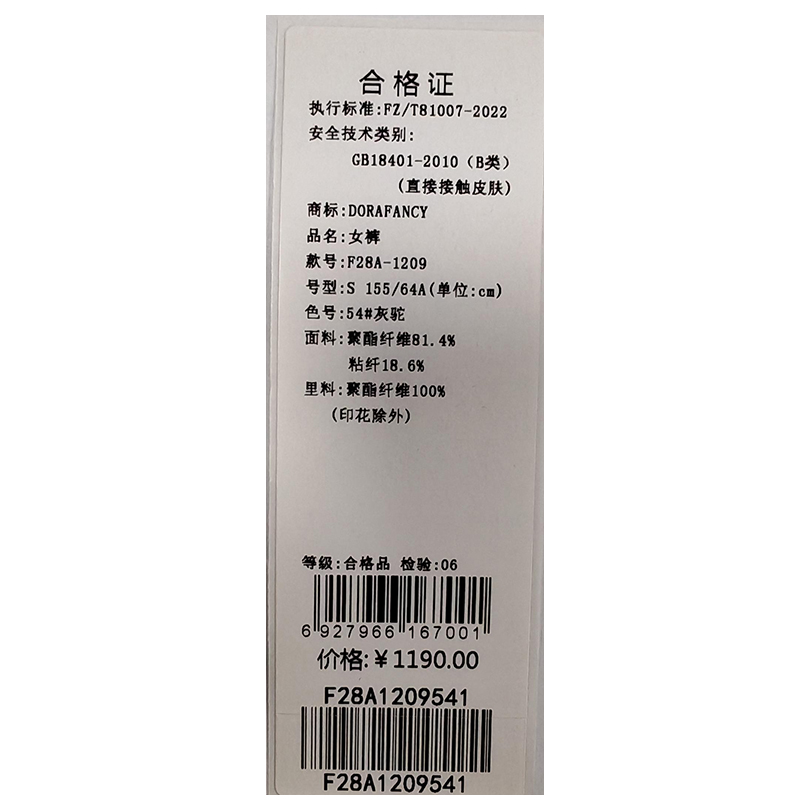 合格证
执行标准:FZ/T81007-2022
安全技术类别:
GB18401-2010（B类）
(直接接触皮肤)
商标:DORAFANCY
品名:女裤
款号:F28A-1209
号型:S 155/64A(单位:cm)
色号:54#灰驼
面料:聚酯纤维81.4%
粘纤18.6%
里料:聚酯纤维100%
(印花除外)
等级:合格品 检验:06
6 927966 167001
价格:￥1190.00
F28A1209541
F28A1209541